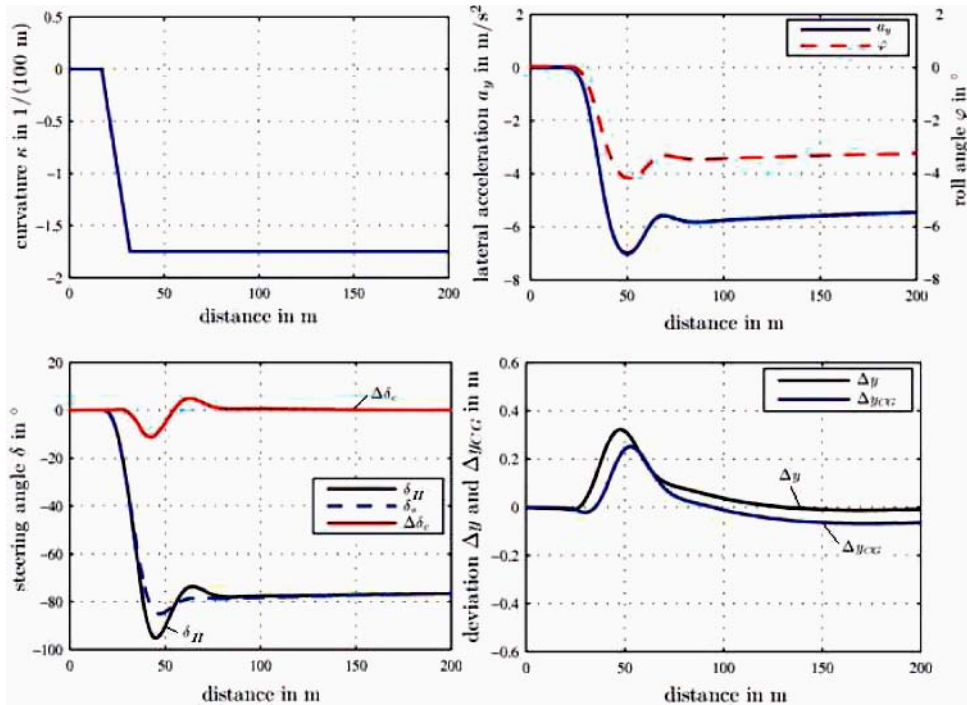 curvature κ in 1/(100 m)
0.5
0
−0.5
−1
−1.5
−2
0 50 100 150 200
distance in m
lateral acceleration a_y in m/s²
2
0
−2
−4
−6
−8
a_y
φ
2
0
−2
−4
−6
−8
roll angle φ in °
0 50 100 150 200
distance in m
steering angle δ in °
20
0
−20
−40
−60
−80
−100
Δδ_c
δ_H
δ_s
Δδ_c
δ_H
0 50 100 150 200
distance in m
deviation Δy and Δy_CG in m
0.6
0.4
0.2
0
−0.2
−0.4
−0.6
Δy
Δy_CG
Δy
Δy_CG
0 50 100 150 200
distance in m